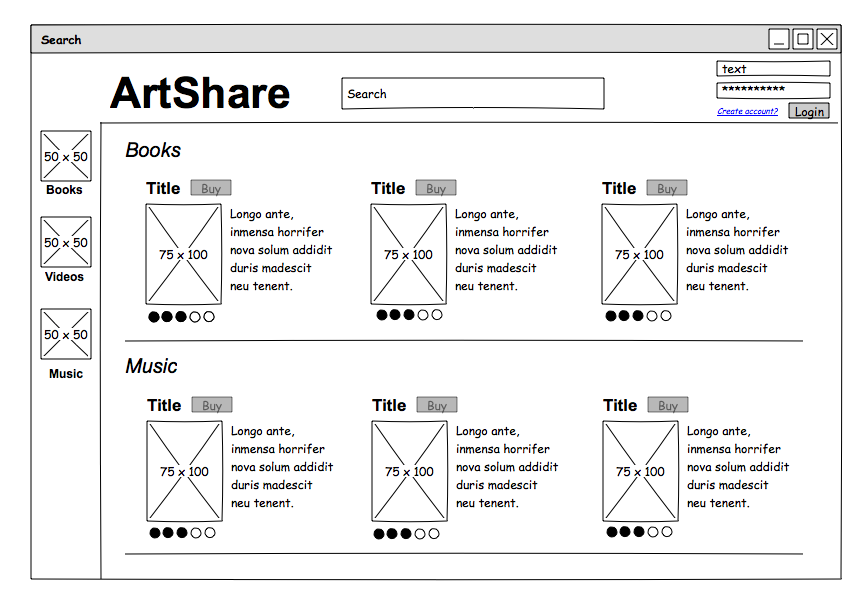 Search
ArtShare
Search
text
**********
Create account?
Login
50 x 50
Books
50 x 50
Videos
50 x 50
Music
Books
Title Buy
75 x 100
Longo ante,
inmensa horrifer
nova solum addidit
duris madescit
neu tenent.
Title Buy
75 x 100
Longo ante,
inmensa horrifer
nova solum addidit
duris madescit
neu tenent.
Title Buy
75 x 100
Longo ante,
inmensa horrifer
nova solum addidit
duris madescit
neu tenent.
Music
Title Buy
75 x 100
Longo ante,
inmensa horrifer
nova solum addidit
duris madescit
neu tenent.
Title Buy
75 x 100
Longo ante,
inmensa horrifer
nova solum addidit
duris madescit
neu tenent.
Title Buy
75 x 100
Longo ante,
inmensa horrifer
nova solum addidit
duris madescit
neu tenent.